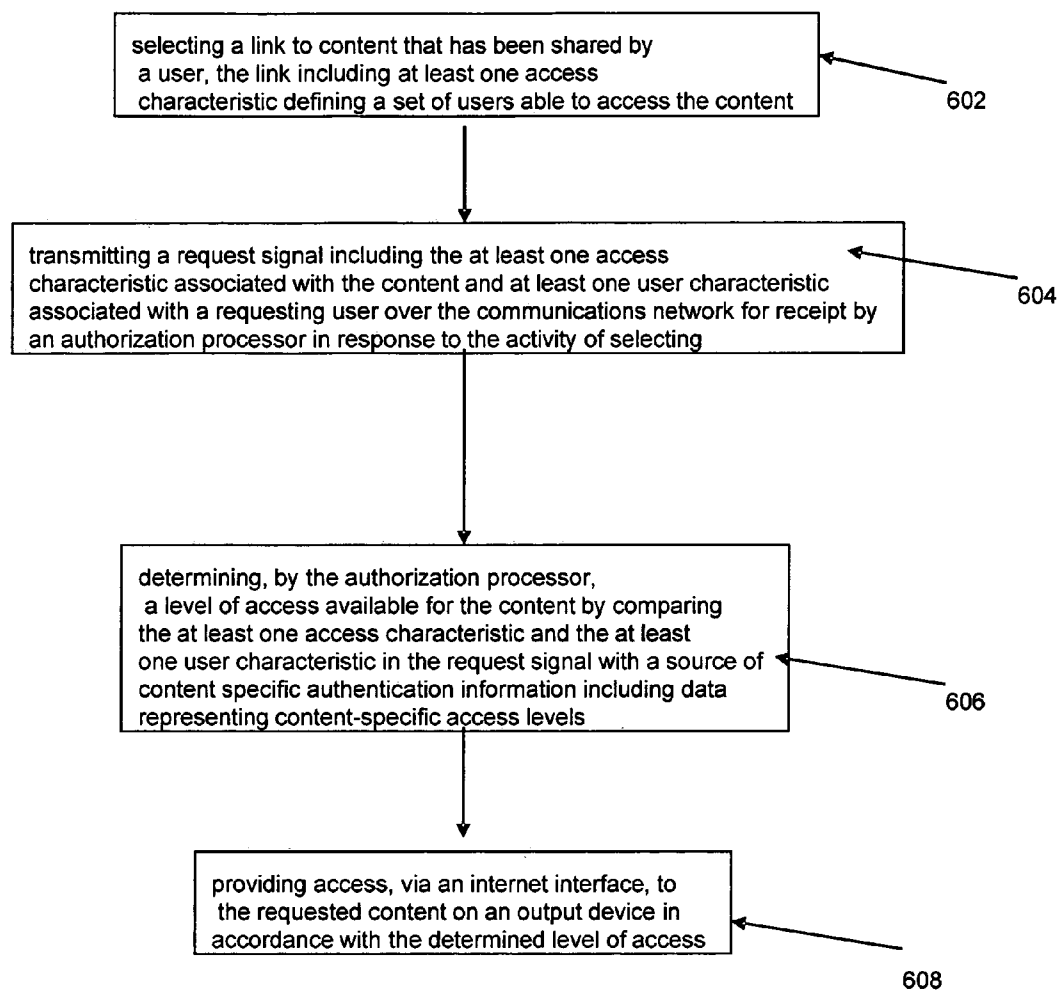 selecting a link to content that has been shared by
a user, the link including at least one access
characteristic defining a set of users able to access the content
602
transmitting a request signal including the at least one access
characteristic associated with the content and at least one user characteristic
associated with a requesting user over the communications network for receipt by
an authorization processor in response to the activity of selecting
604
determining, by the authorization processor,
a level of access available for the content by comparing
the at least one access characteristic and the at least
one user characteristic in the request signal with a source of
content specific authentication information including data
representing content-specific access levels
606
providing access, via an internet interface, to
the requested content on an output device in
accordance with the determined level of access
608